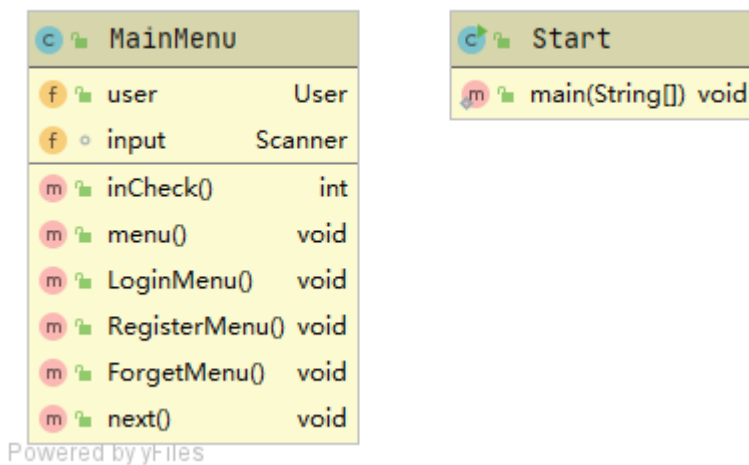 MainMenu
user User
input Scanner
inCheck() int
menu() void
LoginMenu() void
RegisterMenu() void
ForgetMenu() void
next() void
Powered by yFiles
Start
main(String[]) void